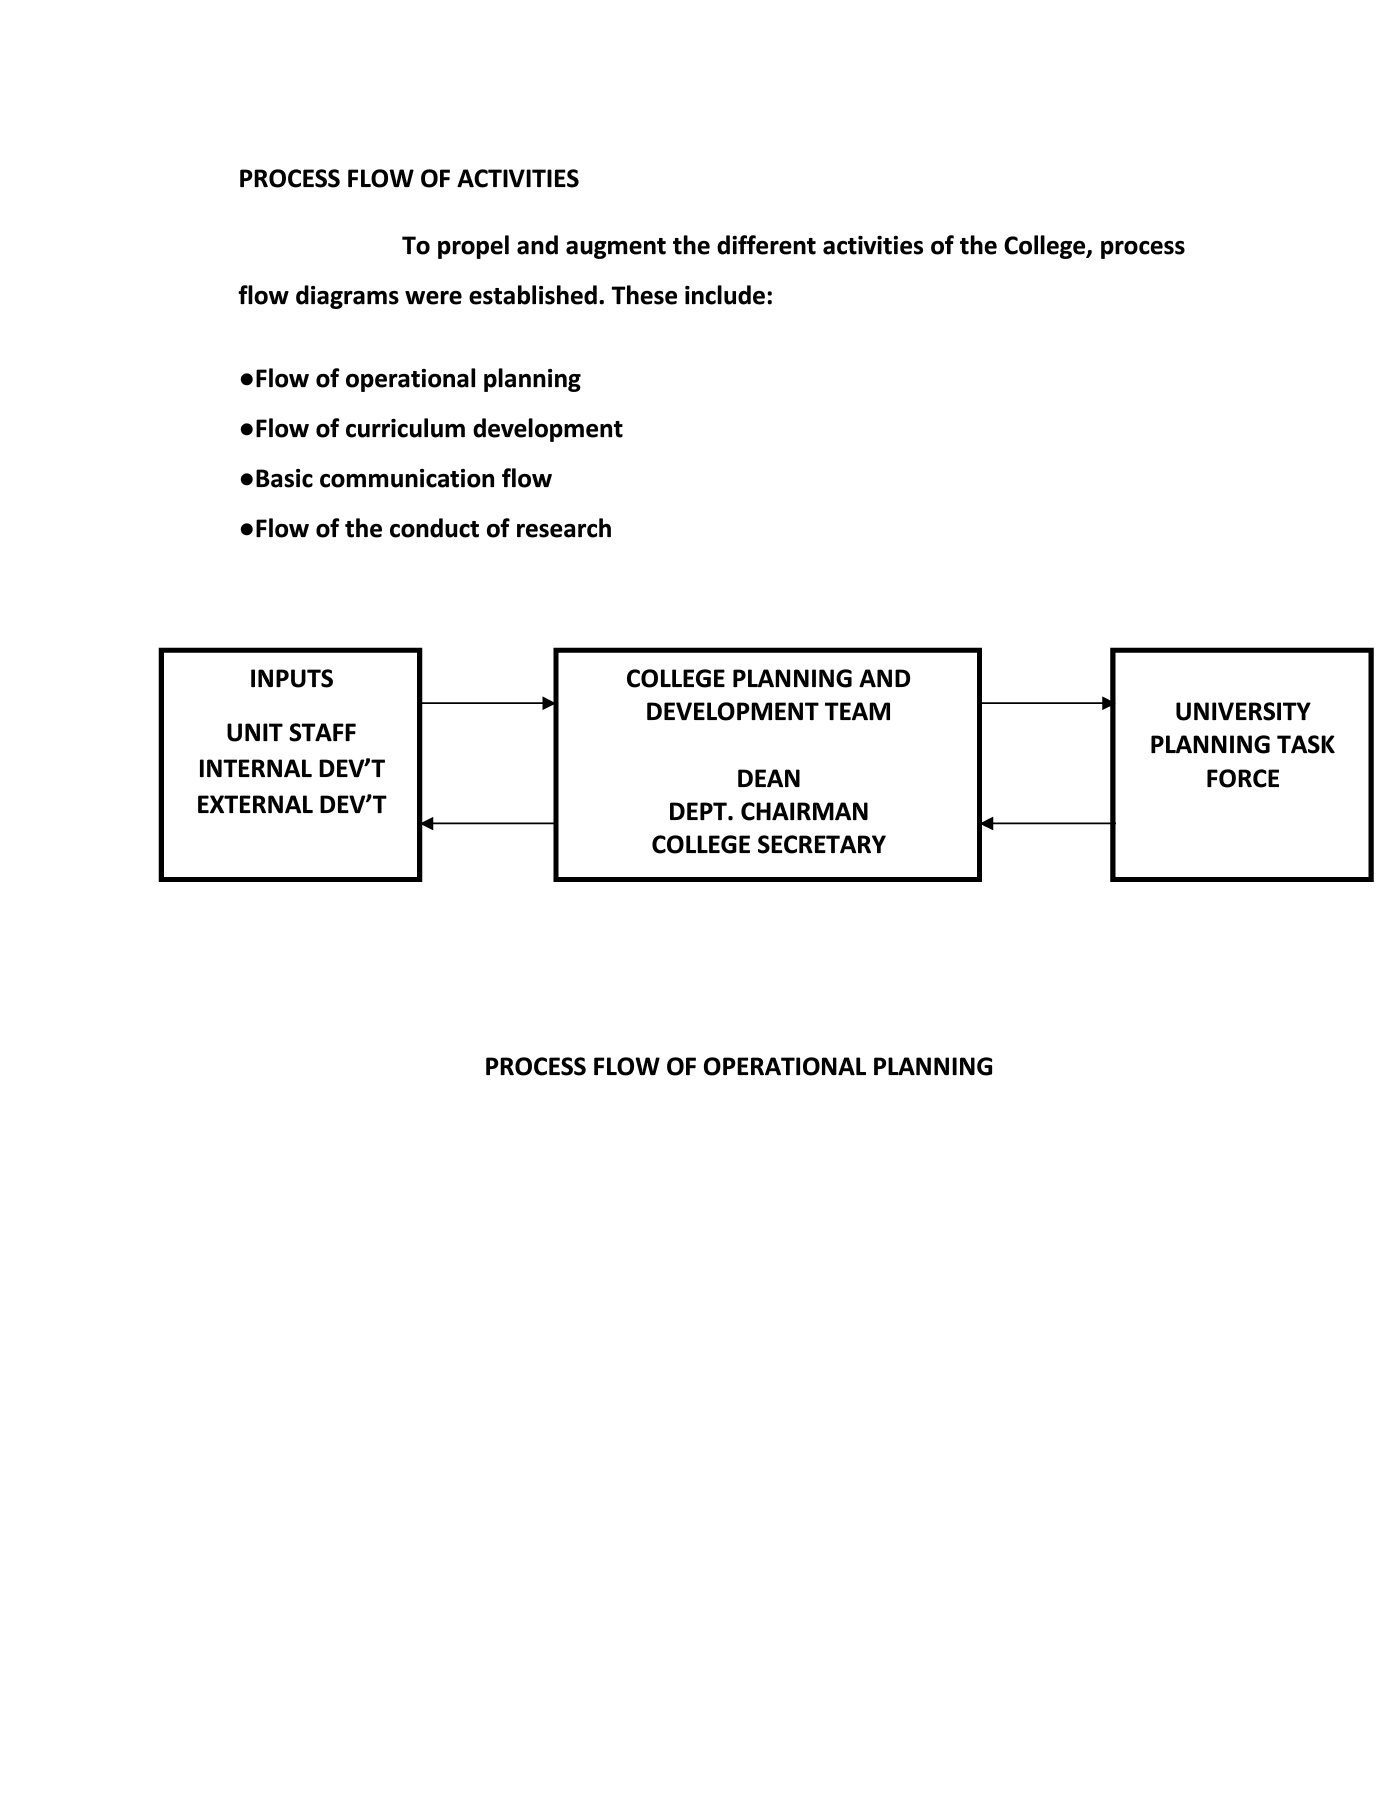 PROCESS FLOW OF ACTIVITIES
To propel and augment the different activities of the College, process
flow diagrams were established. These include:
●Flow of operational planning
●Flow of curriculum development
●Basic communication flow
●Flow of the conduct of research
INPUTS
UNIT STAFF
INTERNAL DEV’T
EXTERNAL DEV’T
COLLEGE PLANNING AND
DEVELOPMENT TEAM
DEAN
DEPT. CHAIRMAN
COLLEGE SECRETARY
UNIVERSITY
PLANNING TASK
FORCE
PROCESS FLOW OF OPERATIONAL PLANNING